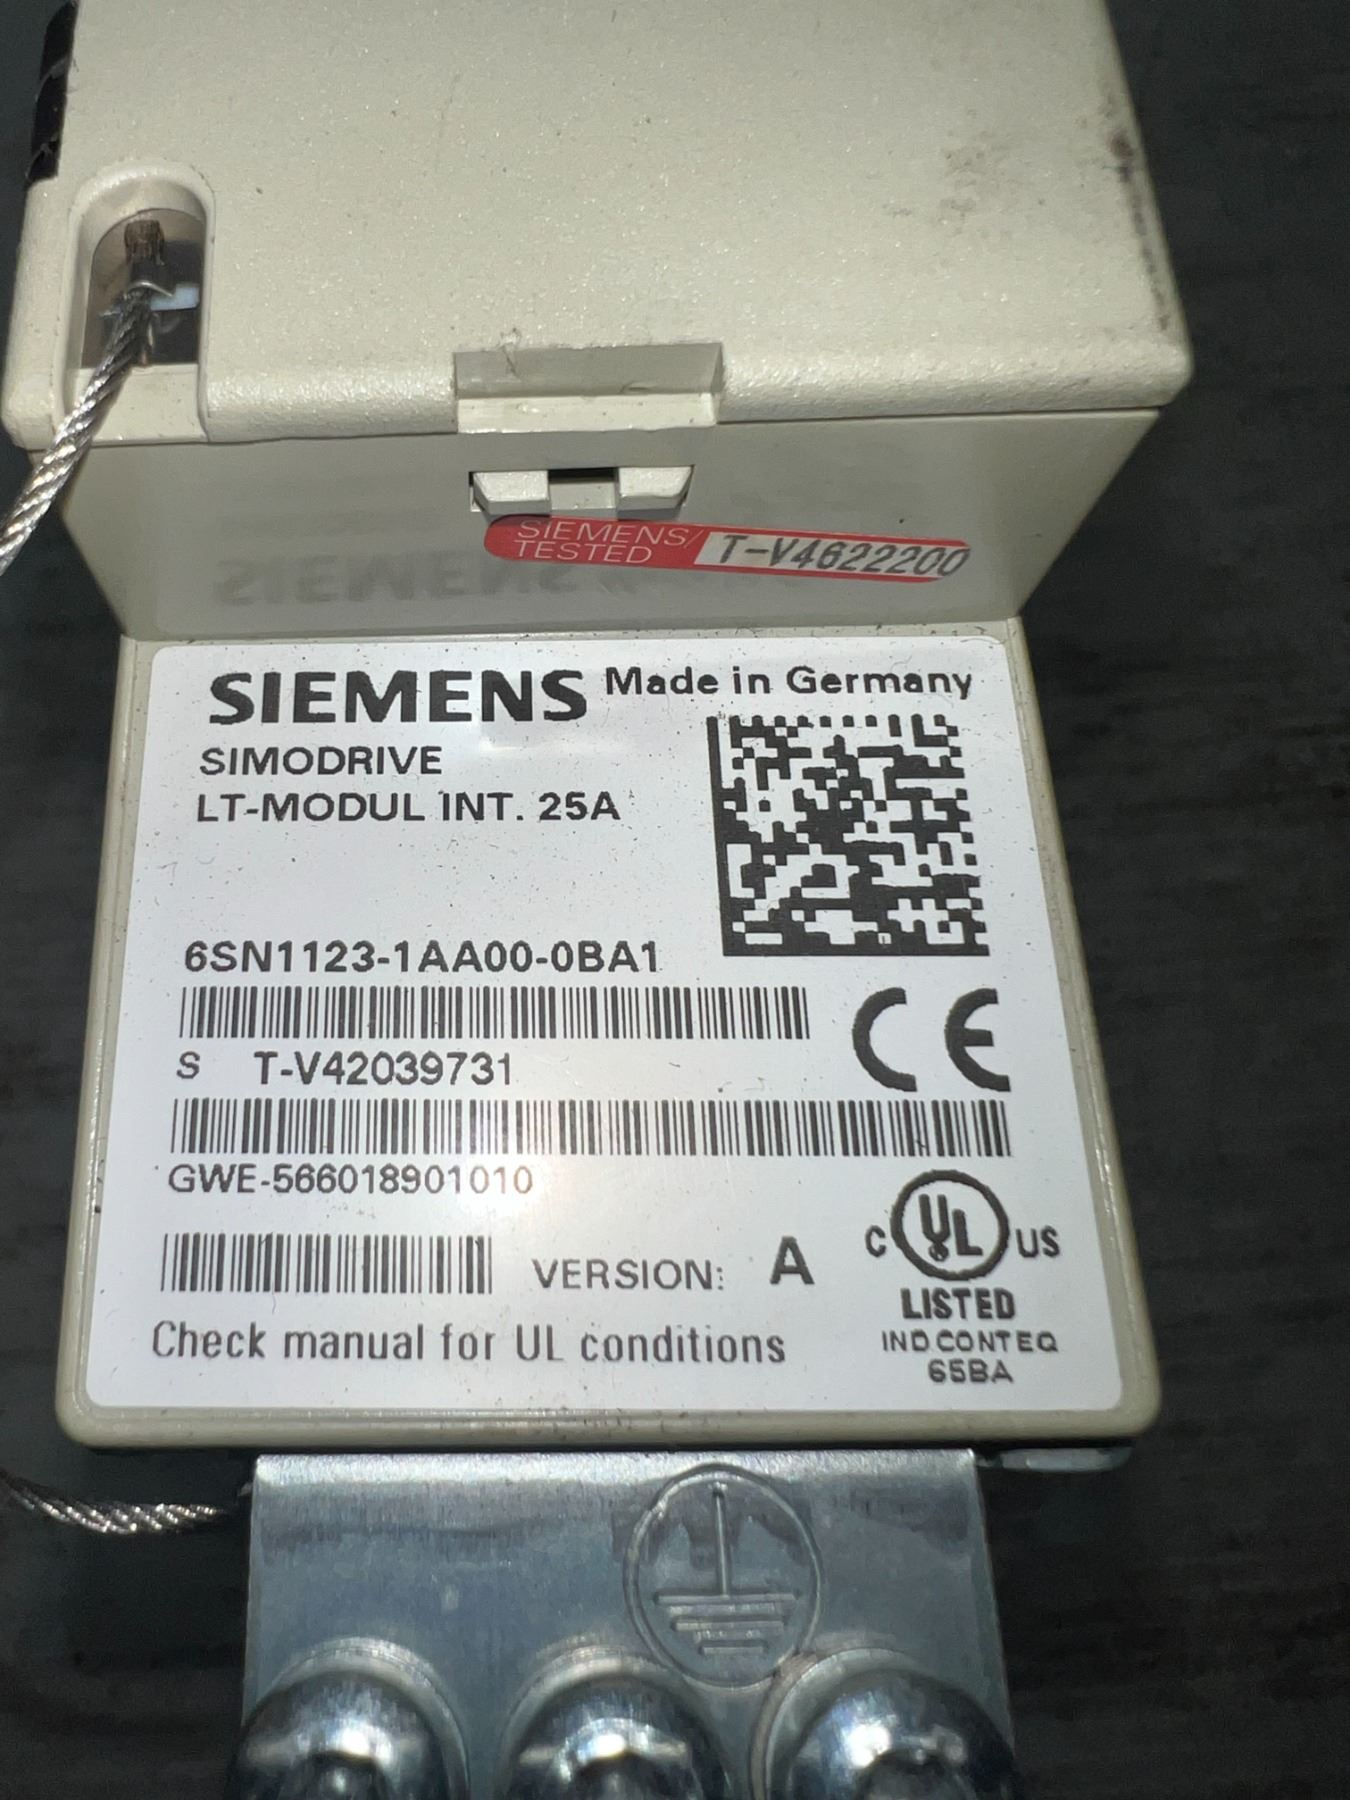 SIEMENS/ T-V4622200
TESTED
SIEMENS Made in Germany
SIMODRIVE
LT-MODUL INT. 25A
6SN1123-1AA00-0BA1
CE
S T-V42039731
GWE-566018901010
C UL US
VERSION: A
LISTED
IND.CONT.EQ
65BA
Check manual for UL conditions